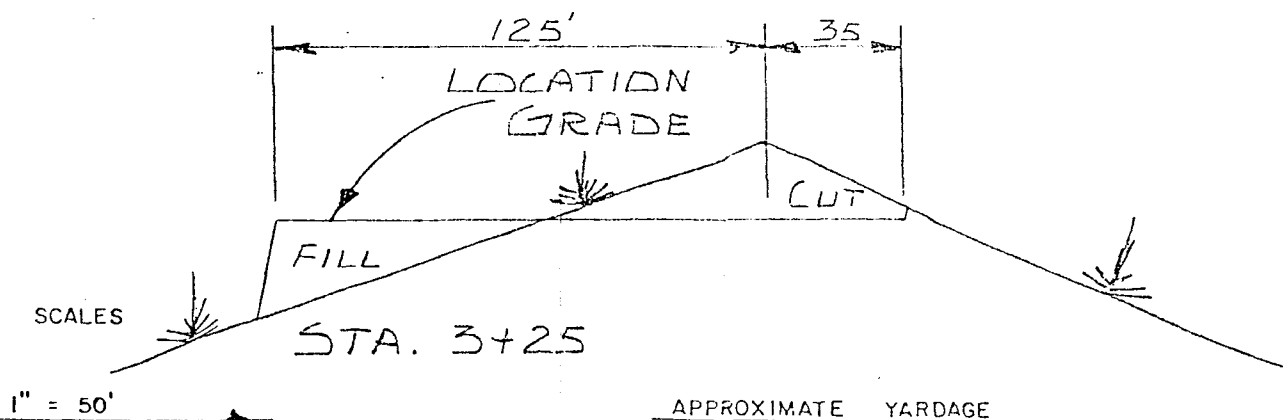 125' 35
LOCATION
GRADE
CUT
FILL
SCALES
STA. 3+25
1" = 50' APPROXIMATE YARDAGE